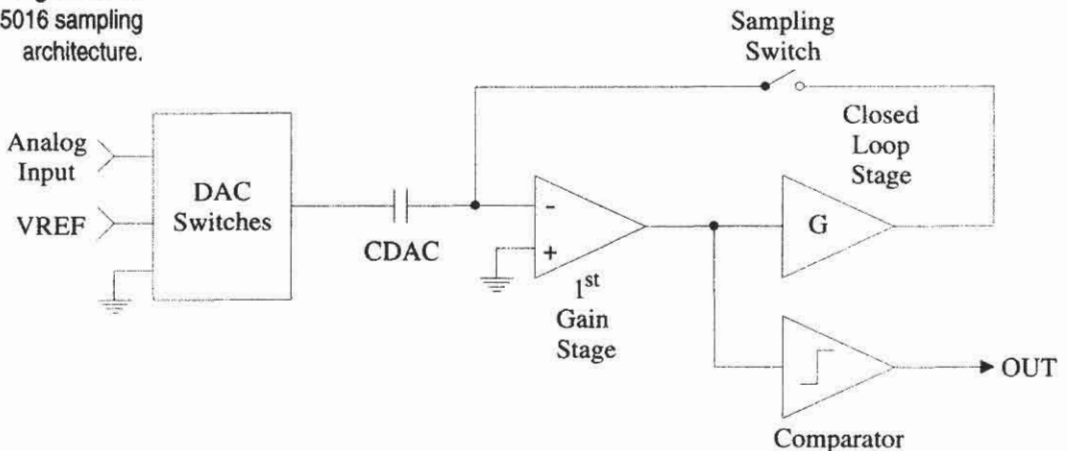 5016 sampling
architecture.
Sampling
Switch
Analog
Input
VREF
DAC
Switches
CDAC
-
+
1st
Gain
Stage
Closed
Loop
Stage
G
OUT
Comparator